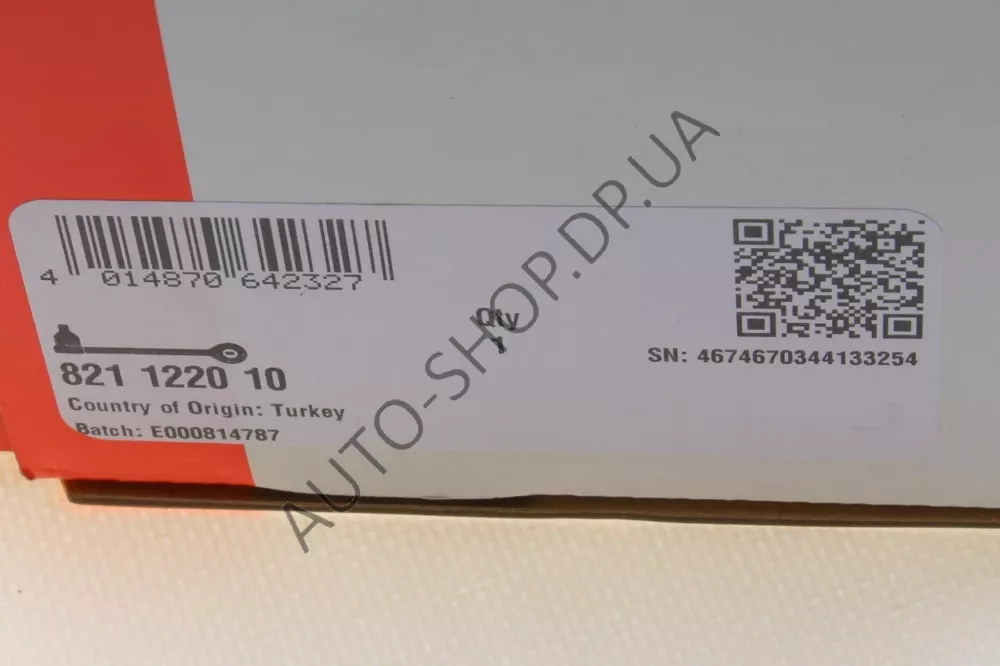 4 014870 642327
Qty
1
SN: 4674670344133254
821 1220 10
Country of Origin: Turkey
Batch: E000814787
AUTO-SHOP.DP.UA